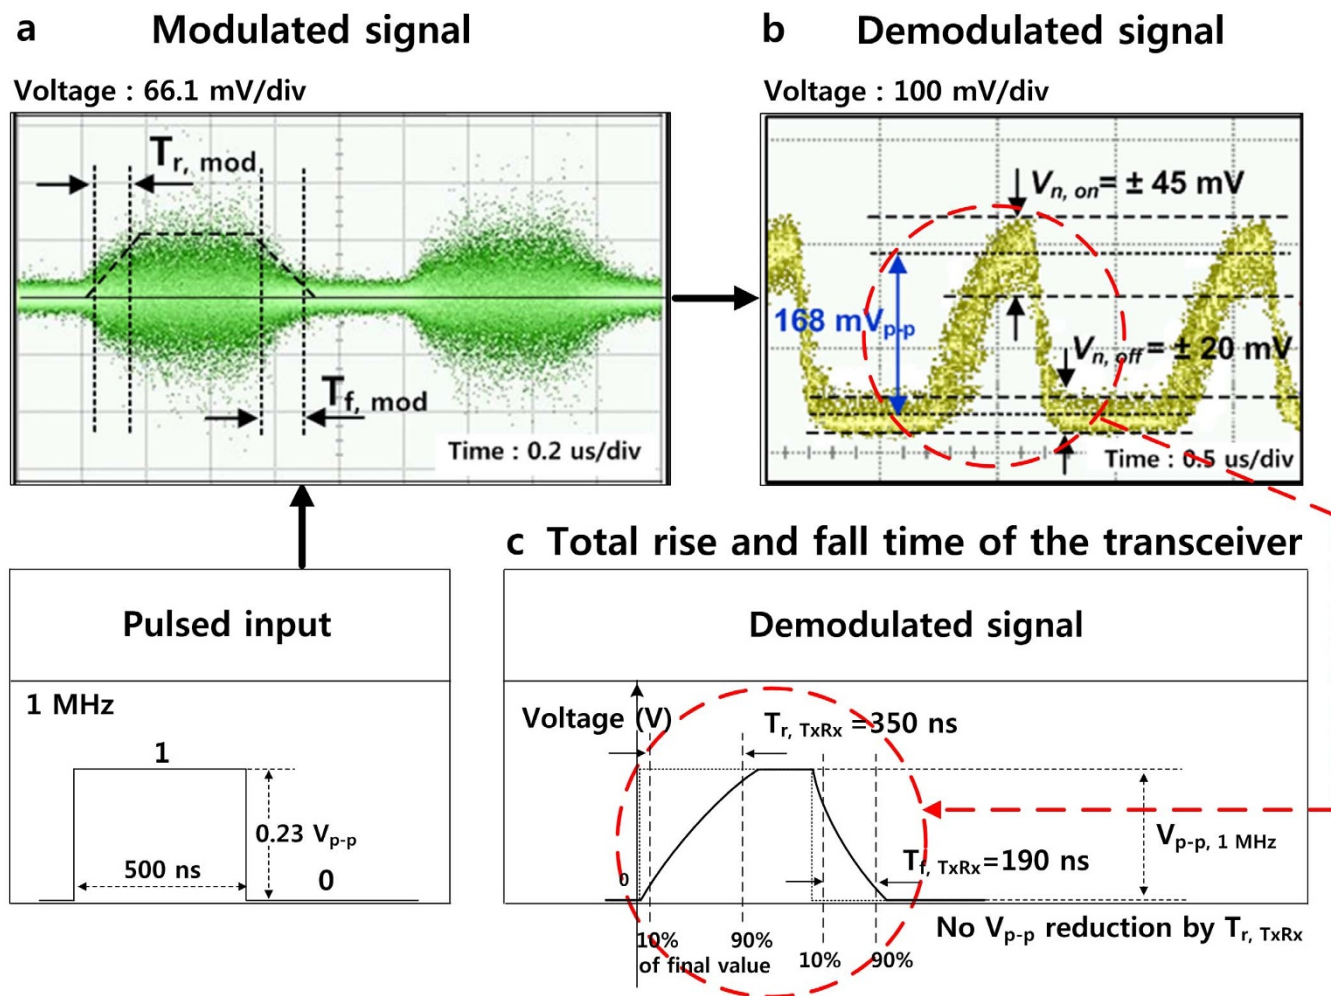 a Modulated signal
Voltage : 66.1 mV/div
Tr, mod
Tf, mod
Time : 0.2 us/div
b Demodulated signal
Voltage : 100 mV/div
Vn, on= ± 45 mV
168 mVp-p
Vn, off= ± 20 mV
Time : 0.5 us/div
Pulsed input
1 MHz
1
0.23 Vp-p
500 ns
0
c Total rise and fall time of the transceiver
Demodulated signal
Voltage (V)
Tr, TxRx =350 ns
Vp-p, 1 MHz
Tf, TxRx=190 ns
0
No Vp-p reduction by Tr, TxRx
10% 90%
of final value
10% 90%